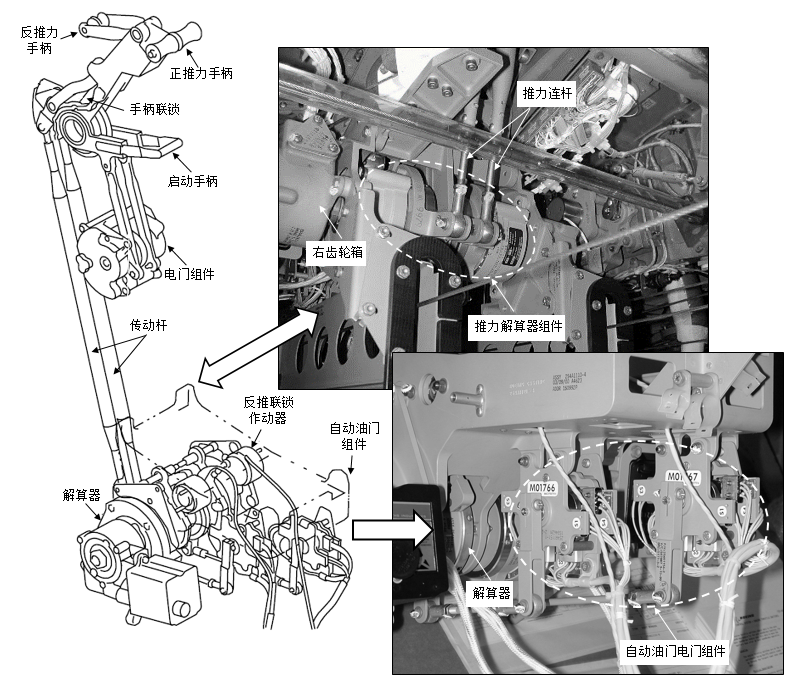 反推力
手柄
正推力手柄
手柄联锁
启动手柄
电门组件
传动杆
反推联锁
作动器
自动油门
组件
解算器
推力连杆
右齿轮箱
推力解算器组件
M01766
M01767
解算器
自动油门电门组件